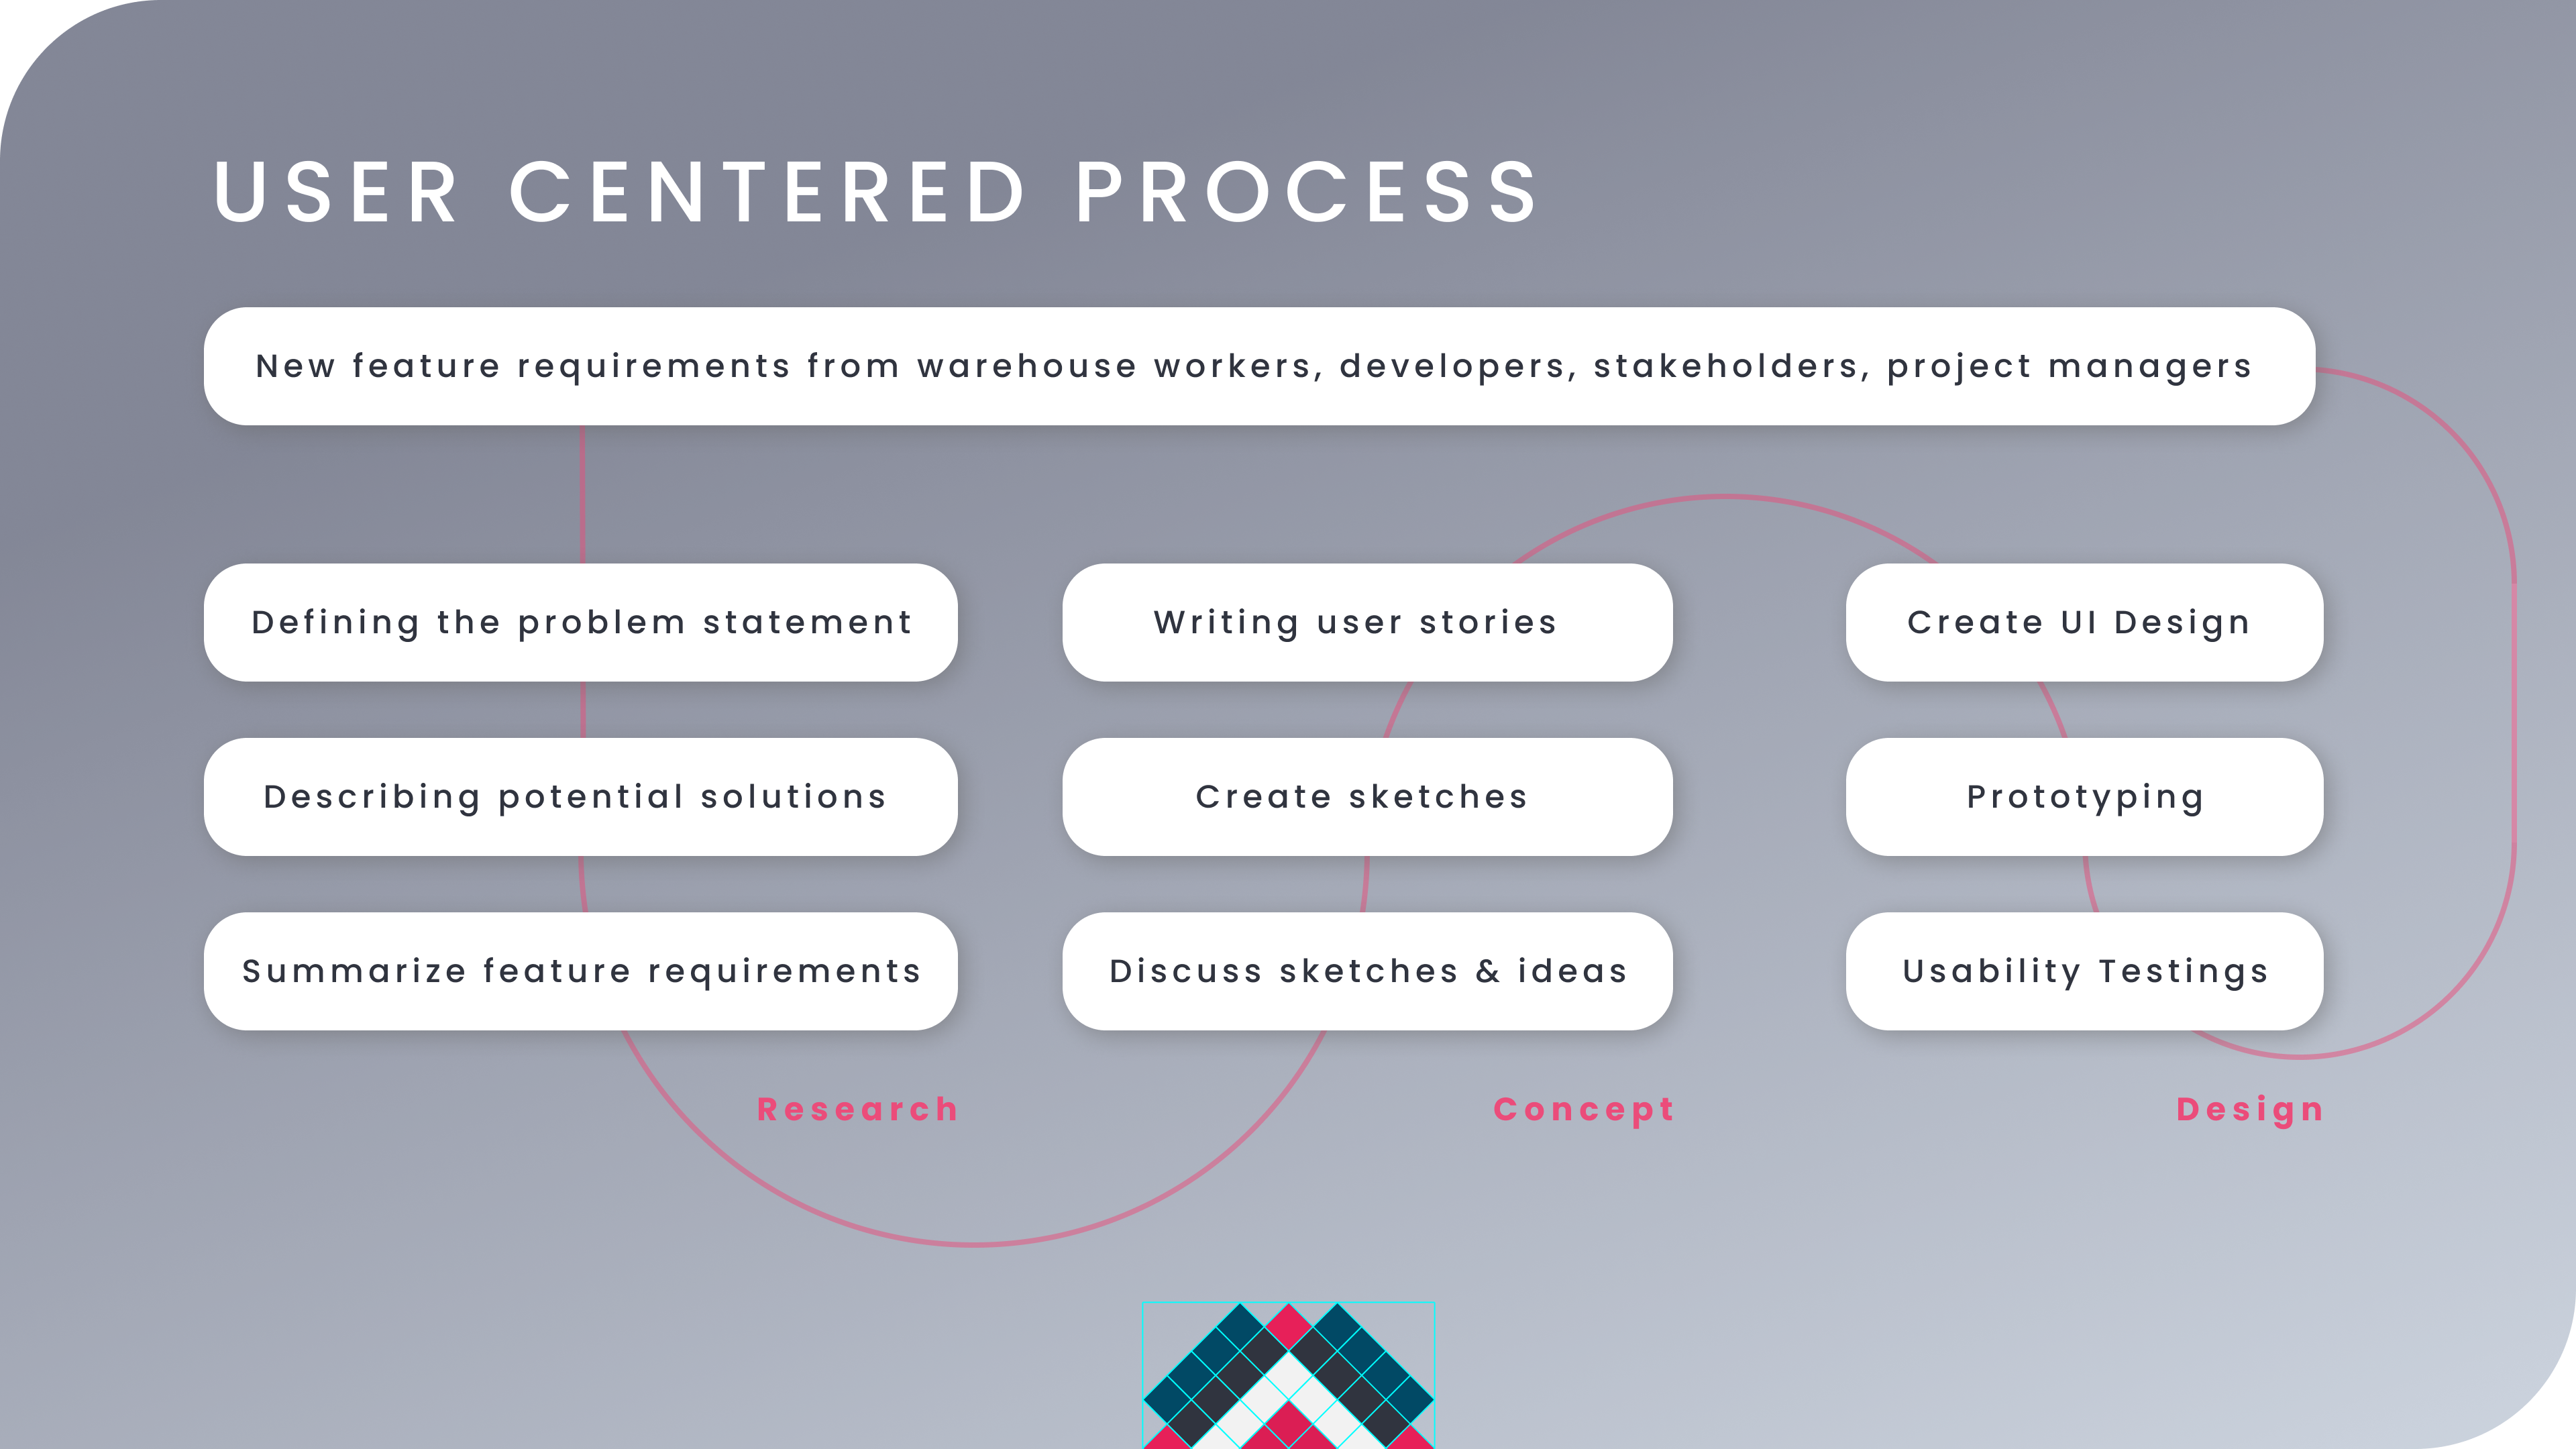 USER CENTERED PROCESS
New feature requirements from warehouse workers, developers, stakeholders, project managers
Defining the problem statement
Describing potential solutions
Summarize feature requirements
Research
Writing user stories
Create sketches
Discuss sketches & ideas
Concept
Create UI Design
Prototyping
Usability Testings
Design